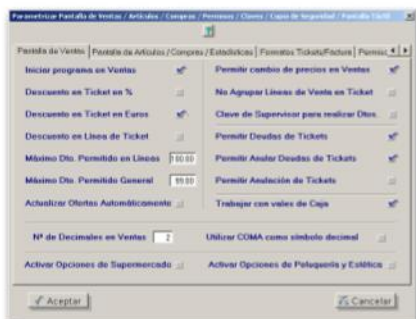 Parametrizar Pantalla de Ventas / Artículos / Compras / Personas / Claves / Copia de Seguridad / Pantalla Táctil
Pantalla de Ventas Pantalla de Artículos / Compras / Estadísticas Formatos Tickets/Factura Permisos
Iniciar programa en Ventas
Permitir cambio de precios en Ventas
Descuento en Ticket en %
No Agrupar Lineas de Venta en Ticket
Descuento en Ticket en Euros
Clave de Supervisor para realizar Dtos.
Descuento en Linea de Ticket
Permitir Deudas de Tickets
Máximo Dto. Permitido en Lineas 100.00
Permitir Anular Deudas de Tickets
Máximo Dto. Permitido General 99.00
Permitir Anulación de Tickets
Actualizar Ofertas Automáticamente
Trabajar con vales de Caja
Nº de Decimales en Ventas 2
Utilizar COMA como símbolo decimal
Activar Opciones de Supermercado
Activar Opciones de Peluquería y Estética
Aceptar
Cancelar